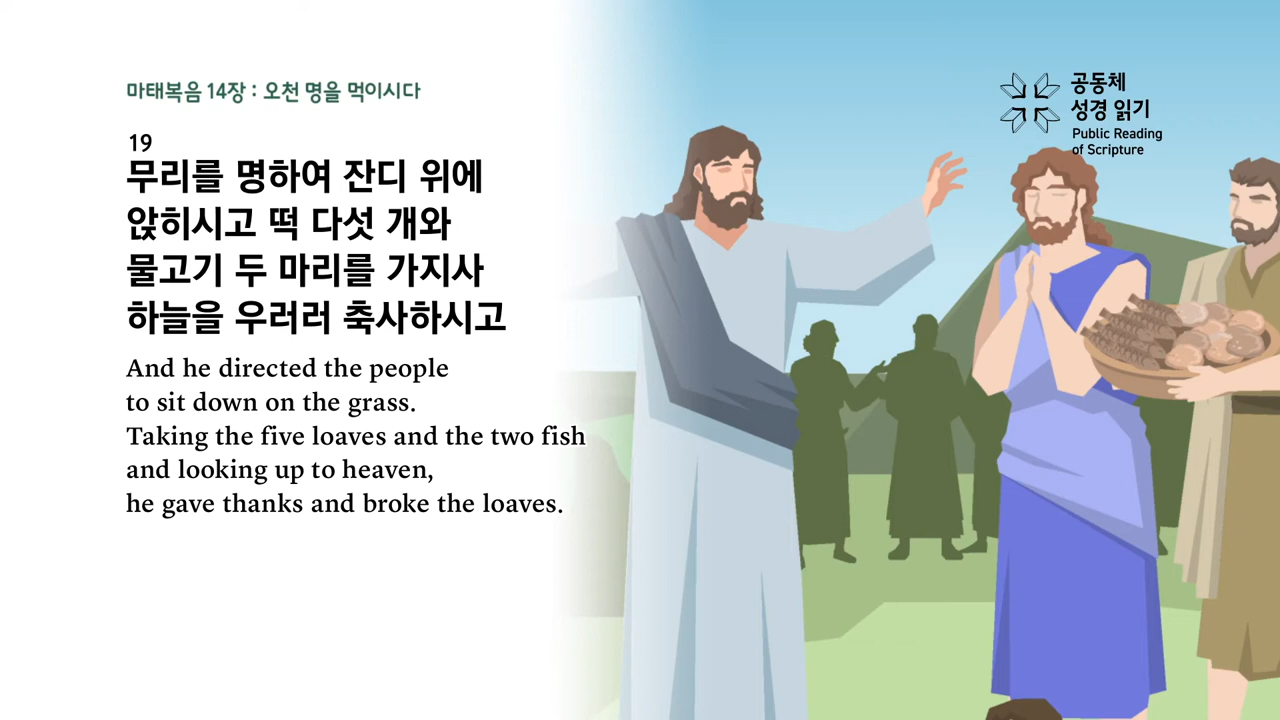 마태복음 14장 : 오천 명을 먹이시다
19
무리를 명하여 잔디 위에
앉히시고 떡 다섯 개와
물고기 두 마리를 가지사
하늘을 우러러 축사하시고
And he directed the people
to sit down on the grass.
Taking the five loaves and the two fish
and looking up to heaven,
he gave thanks and broke the loaves.
공동체
성경 읽기
Public Reading
of Scripture